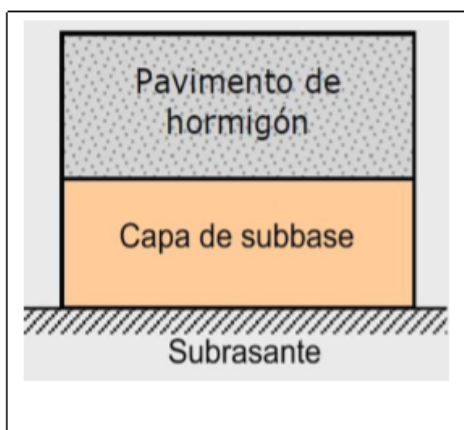 Pavimento de
hormigón
Capa de subbase
Subrasante